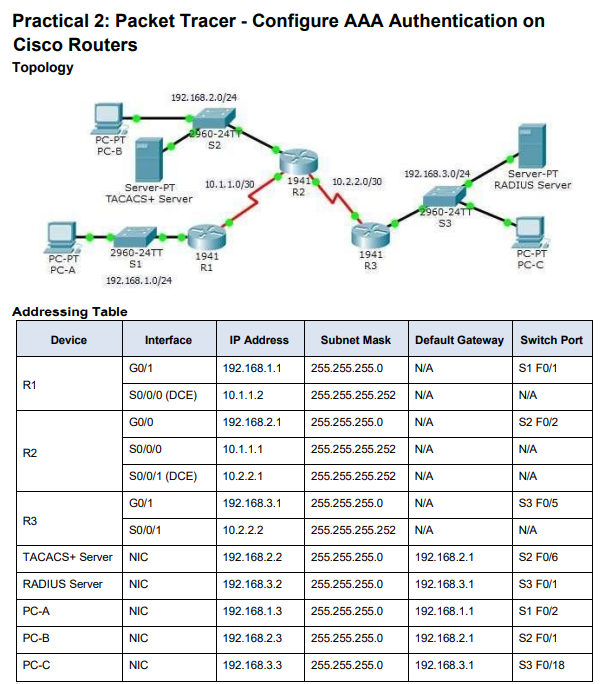 Practical 2: Packet Tracer - Configure AAA Authentication on
Cisco Routers
Topology
192.168.2.0/24
PC-PT
PC-B
2960-24TT
S2
Server-PT
TACACS+ Server
10.1.1.0/30
1941
R2
10.2.2.0/30
192.168.3.0/24
Server-PT
RADIUS Server
2960-24TT
S3
PC-PT
PC-A
2960-24TT
S1
192.168.1.0/24
1941
R1
1941
R3
PC-PT
PC-C
Addressing Table
Device Interface IP Address Subnet Mask Default Gateway Switch Port
R1 G0/1 192.168.1.1 255.255.255.0 N/A S1 F0/1
S0/0/0 (DCE) 10.1.1.2 255.255.255.252 N/A N/A
R2 G0/0 192.168.2.1 255.255.255.0 N/A S2 F0/2
S0/0/0 10.1.1.1 255.255.255.252 N/A N/A
S0/0/1 (DCE) 10.2.2.1 255.255.255.252 N/A N/A
R3 G0/1 192.168.3.1 255.255.255.0 N/A S3 F0/5
S0/0/1 10.2.2.2 255.255.255.252 N/A N/A
TACACS+ Server NIC 192.168.2.2 255.255.255.0 192.168.2.1 S2 F0/6
RADIUS Server NIC 192.168.3.2 255.255.255.0 192.168.3.1 S3 F0/1
PC-A NIC 192.168.1.3 255.255.255.0 192.168.1.1 S1 F0/2
PC-B NIC 192.168.2.3 255.255.255.0 192.168.2.1 S2 F0/1
PC-C NIC 192.168.3.3 255.255.255.0 192.168.3.1 S3 F0/18